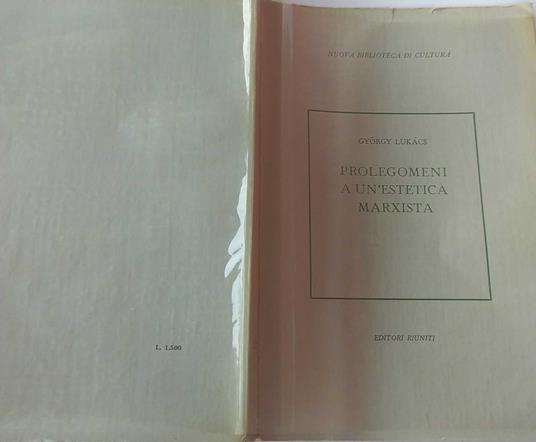 NUOVA BIBLIOTECA DI CULTURA
GYÖRGY LUKÁCS
PROLEGOMENI
A UN'ESTETICA
MARXISTA
EDITORI RIUNITI
L. 1.500